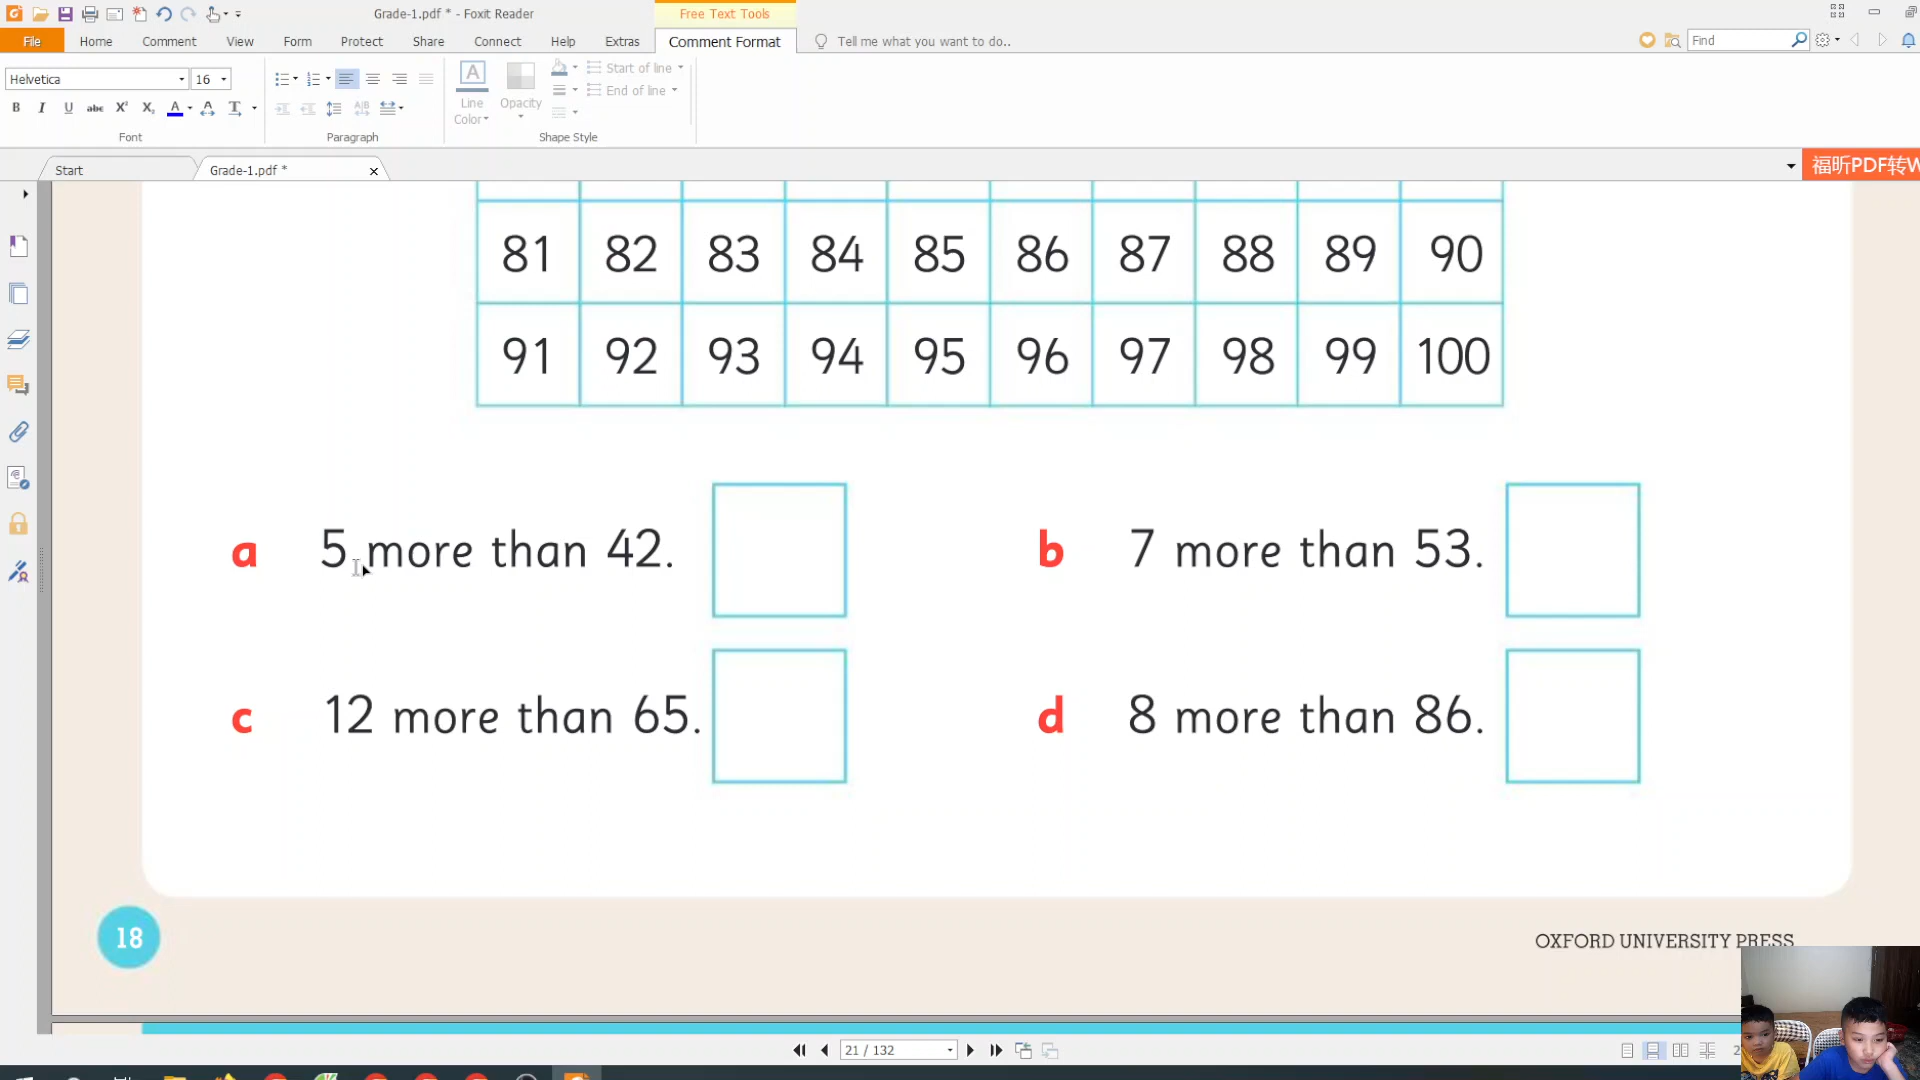 Grade-1.pdf * - Foxit Reader
Free Text Tools
File Home Comment View Form Protect Share Connect Help Extras Comment Format Tell me what you want to do.. Find
Helvetica 16
Start of line
End of line
B I U abc X² X₂ A A T
Line Color
Opacity
Font Paragraph Shape Style
Start Grade-1.pdf *
福昕PDF转W
81 82 83 84 85 86 87 88 89 90
91 92 93 94 95 96 97 98 99 100
a 5 more than 42.
b 7 more than 53.
c 12 more than 65.
d 8 more than 86.
18
OXFORD UNIVERSITY PRESS
21 / 132